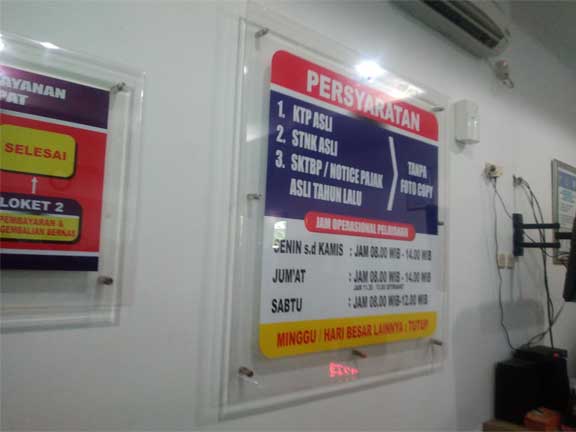 AYANAN
PAT
SELESAI
LOKET 2
PEMBAYARAN &
PERSYARATAN
1. KTP ASLI
2. STNK ASLI
3. SKTBP / NOTICE PAJAK
ASLI TAHUN LALU
TANPA
FOTO COPY
JAM OPERASIONAL PELAYANAN
SENIN s.d KAMIS : JAM 08.00 WIB - 14.00 WIB
JUM'AT : JAM 08.00 WIB - 14.00 WIB
SABTU : JAM 08.00 WIB-12.00 WIB
MINGGU / HARI BESAR LAINNYA : TUTUP